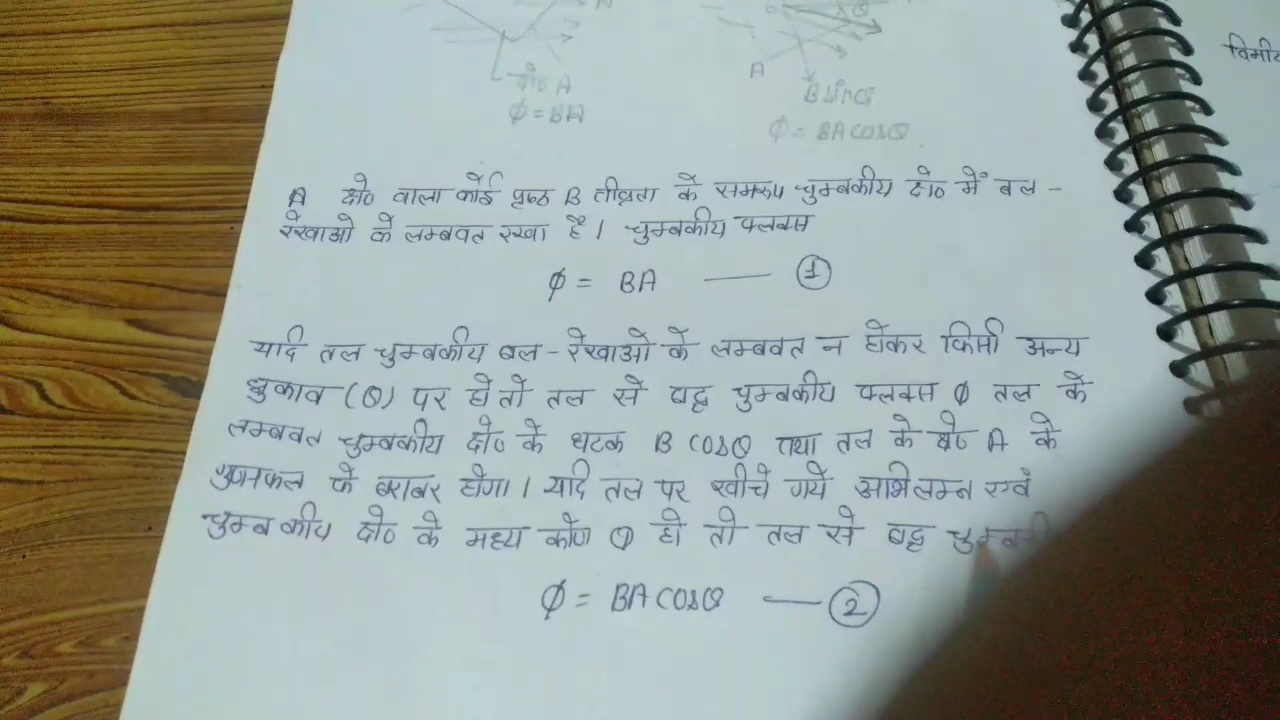 A
क्षे० A
ϕ = BA
θ
A
B sinθ
ϕ = BA cosθ
A क्षे० वाला कोई पृष्ठ B तीव्रता के समरूप चुम्बकीय क्षे० में बल -
रेखाओ के लम्बवत रखा है। चुम्बकीय फ्लक्स
ϕ = BA —— ①
यदि तल चुम्बकीय बल - रेखाओ के लम्बवत न होकर किसी अन्य
झुकाव (θ) पर हो तो तल से बद्ध चुम्बकीय फ्लक्स ϕ तल के
लम्बवत चुम्बकीय क्षे० के घटक B cosθ तथा तल के क्षे० A के
गुणनफल के बराबर होगा। यदि तल पर खीचे गये अभिलम्ब एवं
चुम्बकीय क्षे० के मध्य कोण θ हो तो तल से बद्ध
ϕ = BA cosθ —— ②